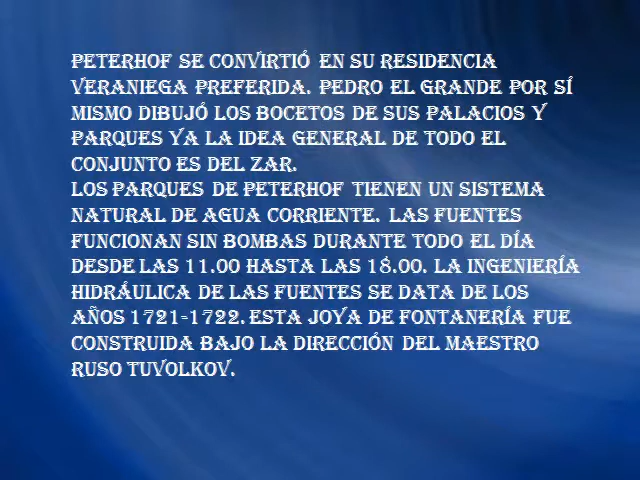 PETERHOF SE CONVIRTIÓ EN SU RESIDENCIA
VERANIEGA PREFERIDA. PEDRO EL GRANDE POR SÍ
MISMO DIBUJÓ LOS BOCETOS DE SUS PALACIOS Y
PARQUES YA LA IDEA GENERAL DE TODO EL
CONJUNTO ES DEL ZAR.
LOS PARQUES DE PETERHOF TIENEN UN SISTEMA
NATURAL DE AGUA CORRIENTE. LAS FUENTES
FUNCIONAN SIN BOMBAS DURANTE TODO EL DÍA
DESDE LAS 11.00 HASTA LAS 18.00. LA INGENIERÍA
HIDRÁULICA DE LAS FUENTES SE DATA DE LOS
AÑOS 1721-1722. ESTA JOYA DE FONTANERÍA FUE
CONSTRUIDA BAJO LA DIRECCIÓN DEL MAESTRO
RUSO TUVOLKOV.